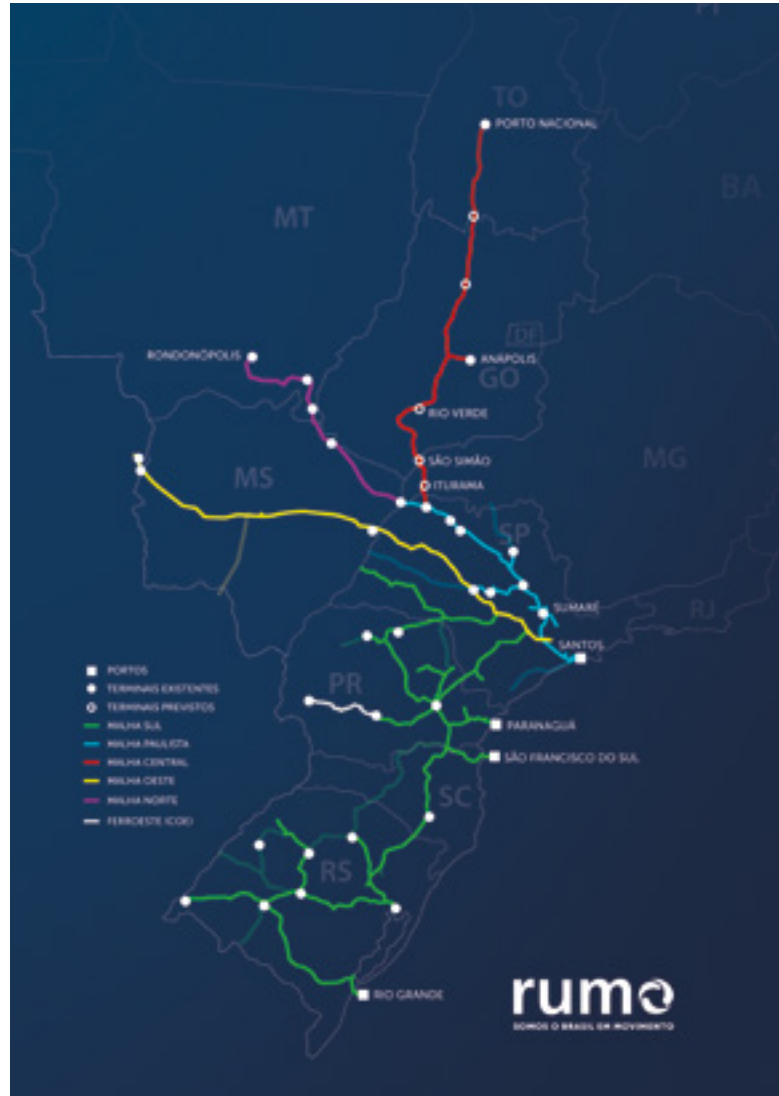 PI
TO
PORTO NACIONAL
BA
MT
DF
RONDONÓPOLIS
ANÁPOLIS
GO
RIO VERDE
MG
SÃO SIMÃO
MS
ITURAMA
SP
SUMARÉ
RJ
SANTOS
PORTOS
PR
TERMINAIS EXISTENTES
TERMINAIS PREVISTOS
MALHA SUL
PARANAGUÁ
MALHA PAULISTA
MALHA CENTRAL
SÃO FRANCISCO DO SUL
MALHA OESTE
MALHA NORTE
SC
FERROESTE (COE)
RS
RIO GRANDE
rumo
SOMOS O BRASIL EM MOVIMENTO